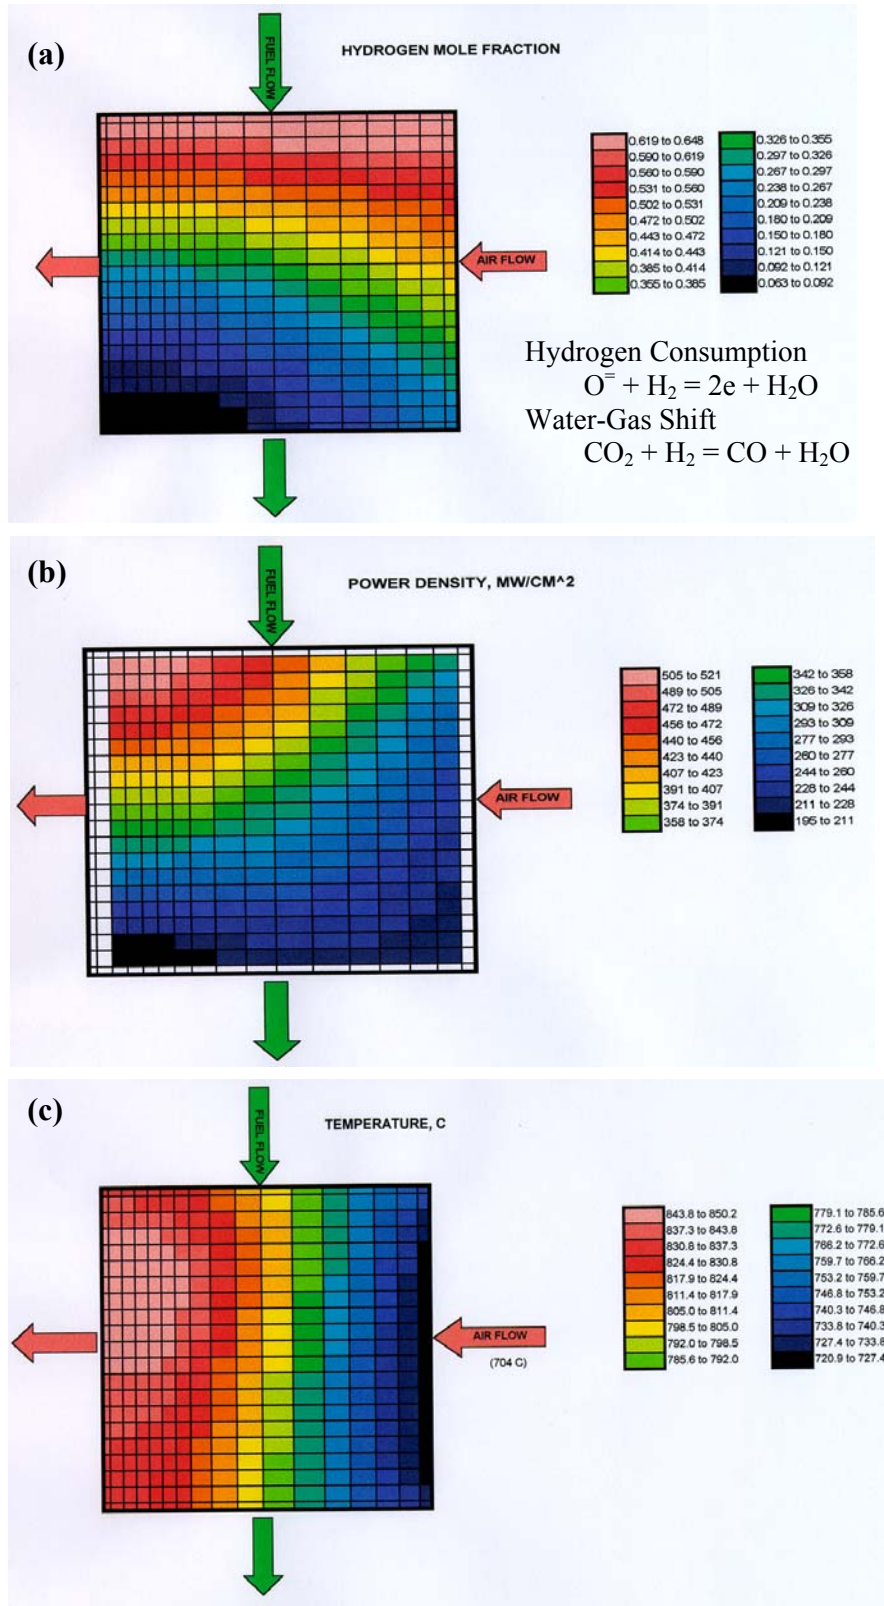 (a)
FUEL FLOW
HYDROGEN MOLE FRACTION
0.619 to 0.648
0.590 to 0.619
0.560 to 0.590
0.531 to 0.560
0.502 to 0.531
0.472 to 0.502
0.443 to 0.472
0.414 to 0.443
0.385 to 0.414
0.355 to 0.385
0.326 to 0.355
0.297 to 0.326
0.267 to 0.297
0.238 to 0.267
0.209 to 0.238
0.180 to 0.209
0.150 to 0.180
0.121 to 0.150
0.092 to 0.121
0.063 to 0.092
AIR FLOW
Hydrogen Consumption
O⁼ + H₂ = 2e + H₂O
Water-Gas Shift
CO₂ + H₂ = CO + H₂O
(b)
FUEL FLOW
POWER DENSITY, MW/CM^2
505 to 521
489 to 505
472 to 489
456 to 472
440 to 456
423 to 440
407 to 423
391 to 407
374 to 391
358 to 374
342 to 358
326 to 342
309 to 326
293 to 309
277 to 293
260 to 277
244 to 260
228 to 244
211 to 228
195 to 211
AIR FLOW
(c)
FUEL FLOW
TEMPERATURE, C
843.8 to 850.2
837.3 to 843.8
830.8 to 837.3
824.4 to 830.8
817.9 to 824.4
811.4 to 817.9
805.0 to 811.4
798.5 to 805.0
792.0 to 798.5
785.6 to 792.0
779.1 to 785.6
772.6 to 779.1
766.2 to 772.6
759.7 to 766.2
753.2 to 759.7
746.8 to 753.2
740.3 to 746.8
733.8 to 740.3
727.4 to 733.8
720.9 to 727.4
AIR FLOW
(704 C)